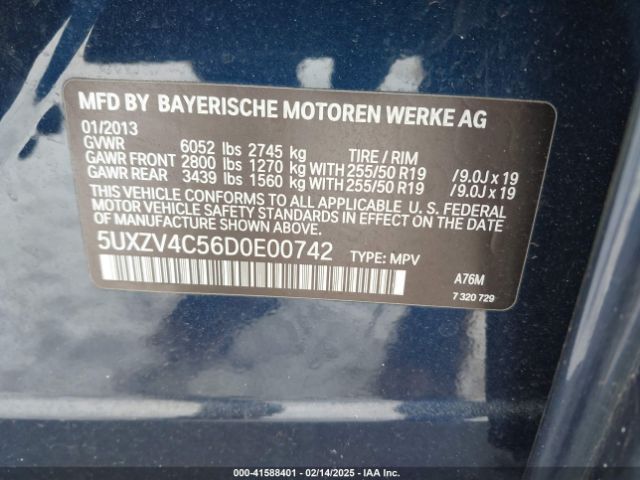 MFD BY BAYERISCHE MOTOREN WERKE AG
01/2013
GVWR 6052 lbs 2745 kg TIRE / RIM
GAWR FRONT 2800 lbs 1270 kg WITH 255/50 R19 /9.0J x 19
GAWR REAR 3439 lbs 1560 kg WITH 255/50 R19 /9.0J x 19
THIS VEHICLE CONFORMS TO ALL APPLICABLE U. S. FEDERAL
MOTOR VEHICLE SAFETY STANDARDS IN EFFECT ON THE DATE
OF MANUFACTURE SHOWN ABOVE.
5UXZV4C56D0E00742 TYPE: MPV
A76M
7 320 729
000-41588401 - 02/14/2025 - IAA Inc.